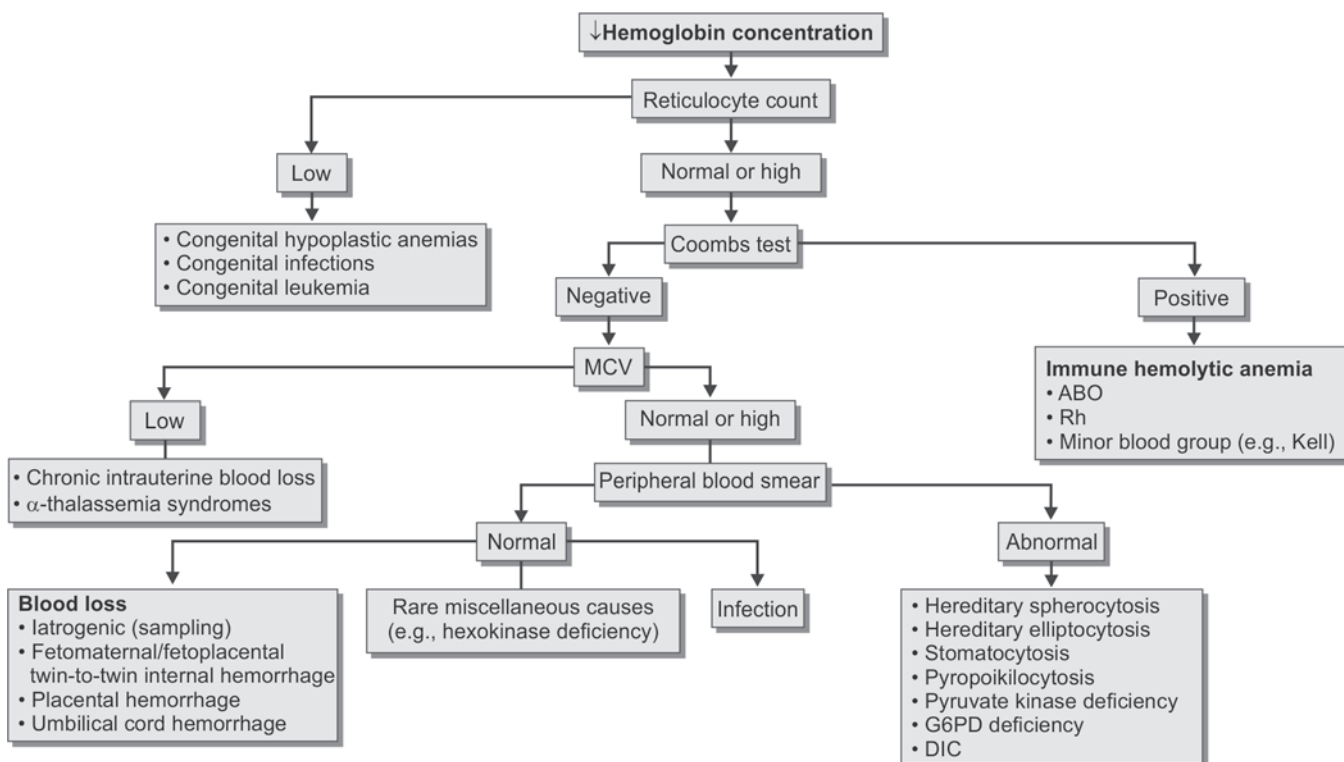 ↓Hemoglobin concentration
Reticulocyte count
Low
Normal or high
• Congenital hypoplastic anemias
• Congenital infections
• Congenital leukemia
Coombs test
Negative
Positive
MCV
Immune hemolytic anemia
• ABO
• Rh
• Minor blood group (e.g., Kell)
Low
Normal or high
• Chronic intrauterine blood loss
• α-thalassemia syndromes
Peripheral blood smear
Normal
Abnormal
Blood loss
• Iatrogenic (sampling)
• Fetomaternal/fetoplacental
twin-to-twin internal hemorrhage
• Placental hemorrhage
• Umbilical cord hemorrhage
Rare miscellaneous causes
(e.g., hexokinase deficiency)
Infection
• Hereditary spherocytosis
• Hereditary elliptocytosis
• Stomatocytosis
• Pyropoikilocytosis
• Pyruvate kinase deficiency
• G6PD deficiency
• DIC